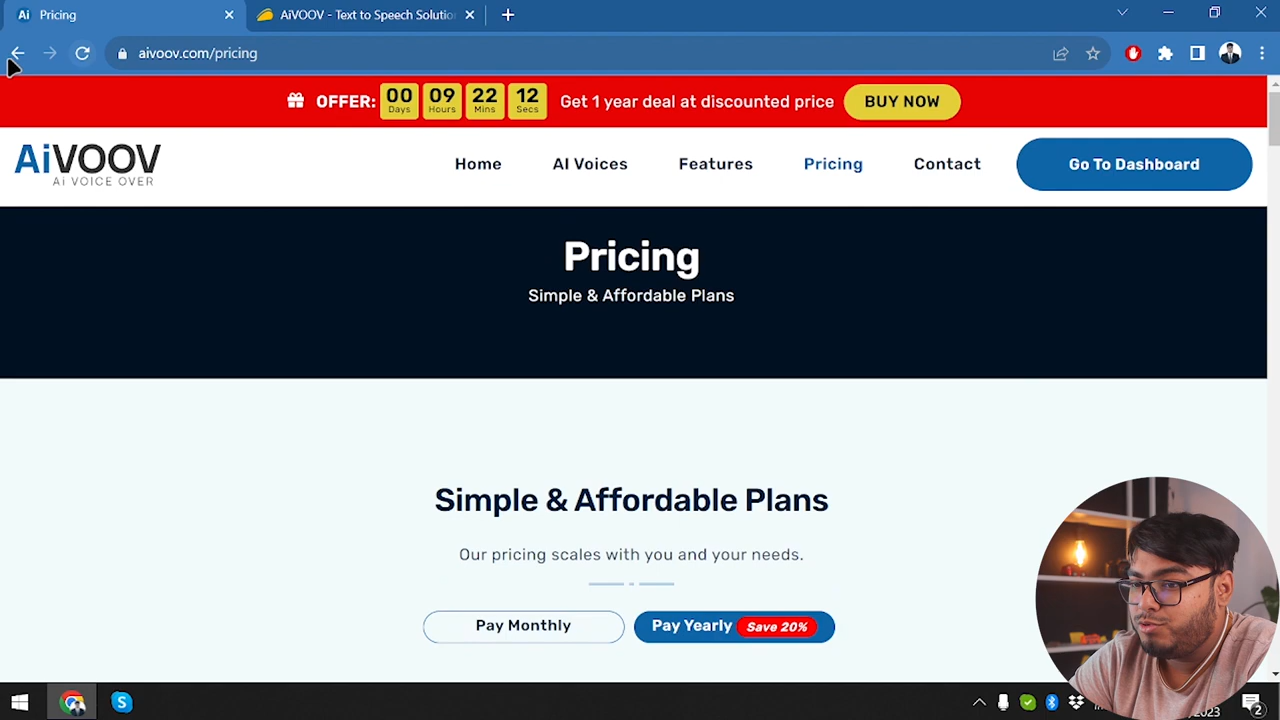 Ai Pricing
AiVOOV - Text to Speech Solution
aivoov.com/pricing
OFFER: 00 Days 09 Hours 22 Mins 12 Secs Get 1 year deal at discounted price BUY NOW
AiVOOV
Ai VOICE OVER
Home AI Voices Features Pricing Contact Go To Dashboard
Pricing
Simple & Affordable Plans
Simple & Affordable Plans
Our pricing scales with you and your needs.
Pay Monthly Pay Yearly Save 20%
2023
2